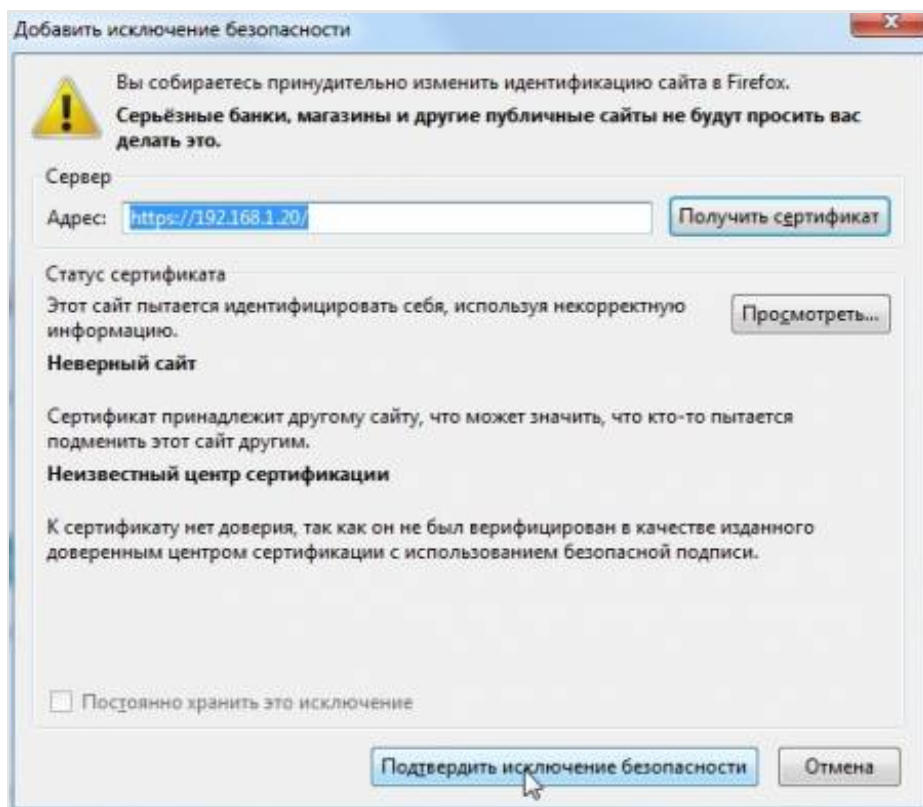 Добавить исключение безопасности
Вы собираетесь принудительно изменить идентификацию сайта в Firefox.
Серьёзные банки, магазины и другие публичные сайты не будут просить вас
делать это.
Сервер
Адрес: https://192.168.1.20/ Получить сертификат
Статус сертификата
Этот сайт пытается идентифицировать себя, используя некорректную
информацию.
Просмотреть...
Неверный сайт
Сертификат принадлежит другому сайту, что может значить, что кто-то пытается
подменить этот сайт другим.
Неизвестный центр сертификации
К сертификату нет доверия, так как он не был верифицирован в качестве изданного
доверенным центром сертификации с использованием безопасной подписи.
Постоянно хранить это исключение
Подтвердить исключение безопасности Отмена